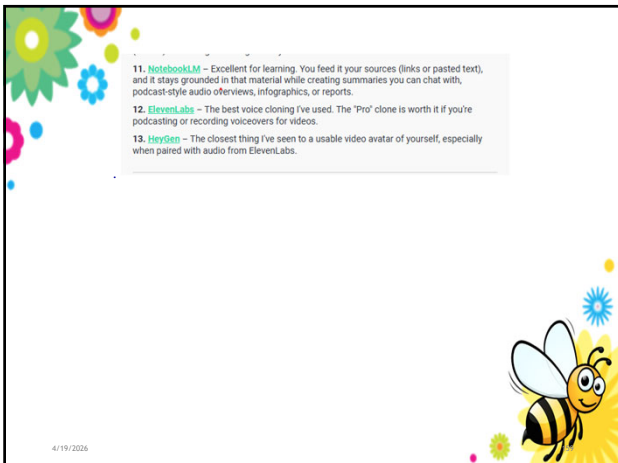 11. NotebookLM – Excellent for learning. You feed it your sources (links or pasted text),
and it stays grounded in that material while creating summaries you can chat with,
podcast-style audio overviews, infographics, or reports.
12. ElevenLabs – The best voice cloning I've used. The "Pro" clone is worth it if you're
podcasting or recording voiceovers for videos.
13. HeyGen – The closest thing I've seen to a usable video avatar of yourself, especially
when paired with audio from ElevenLabs.
4/19/2026